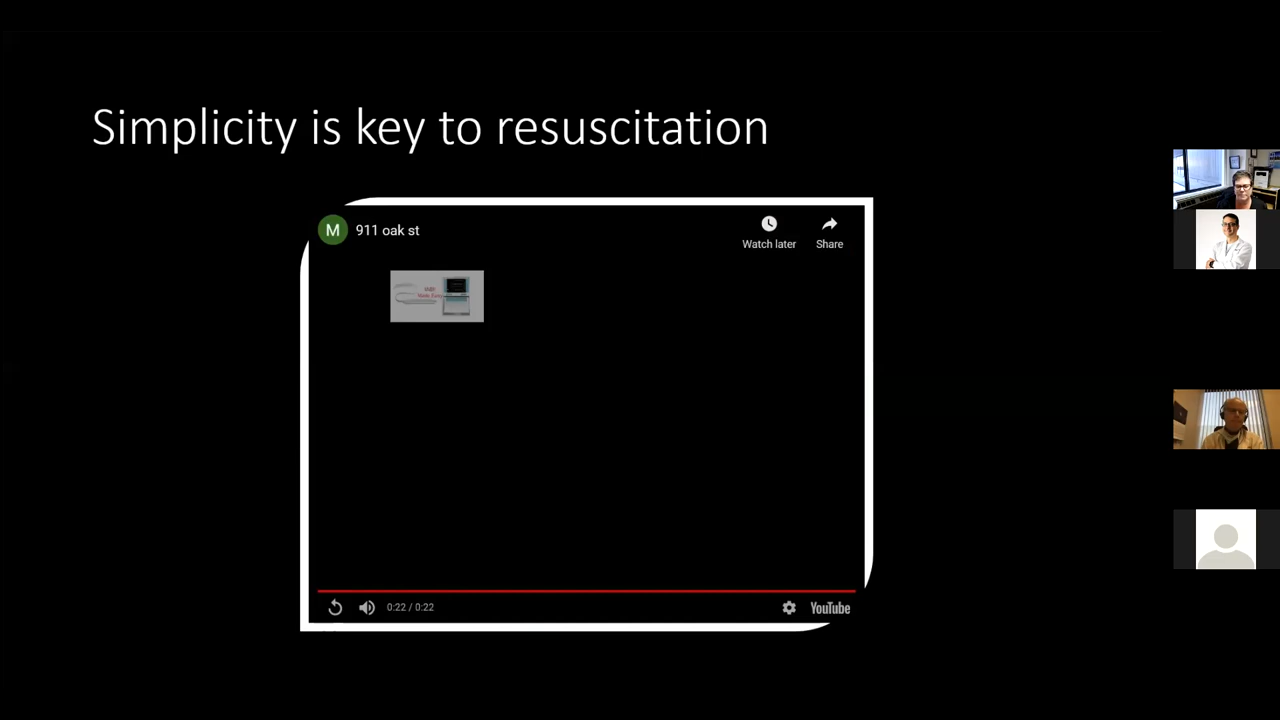 Simplicity is key to resuscitation
M
911 oak st
Watch later
Share
0:22 / 0:22
YouTube